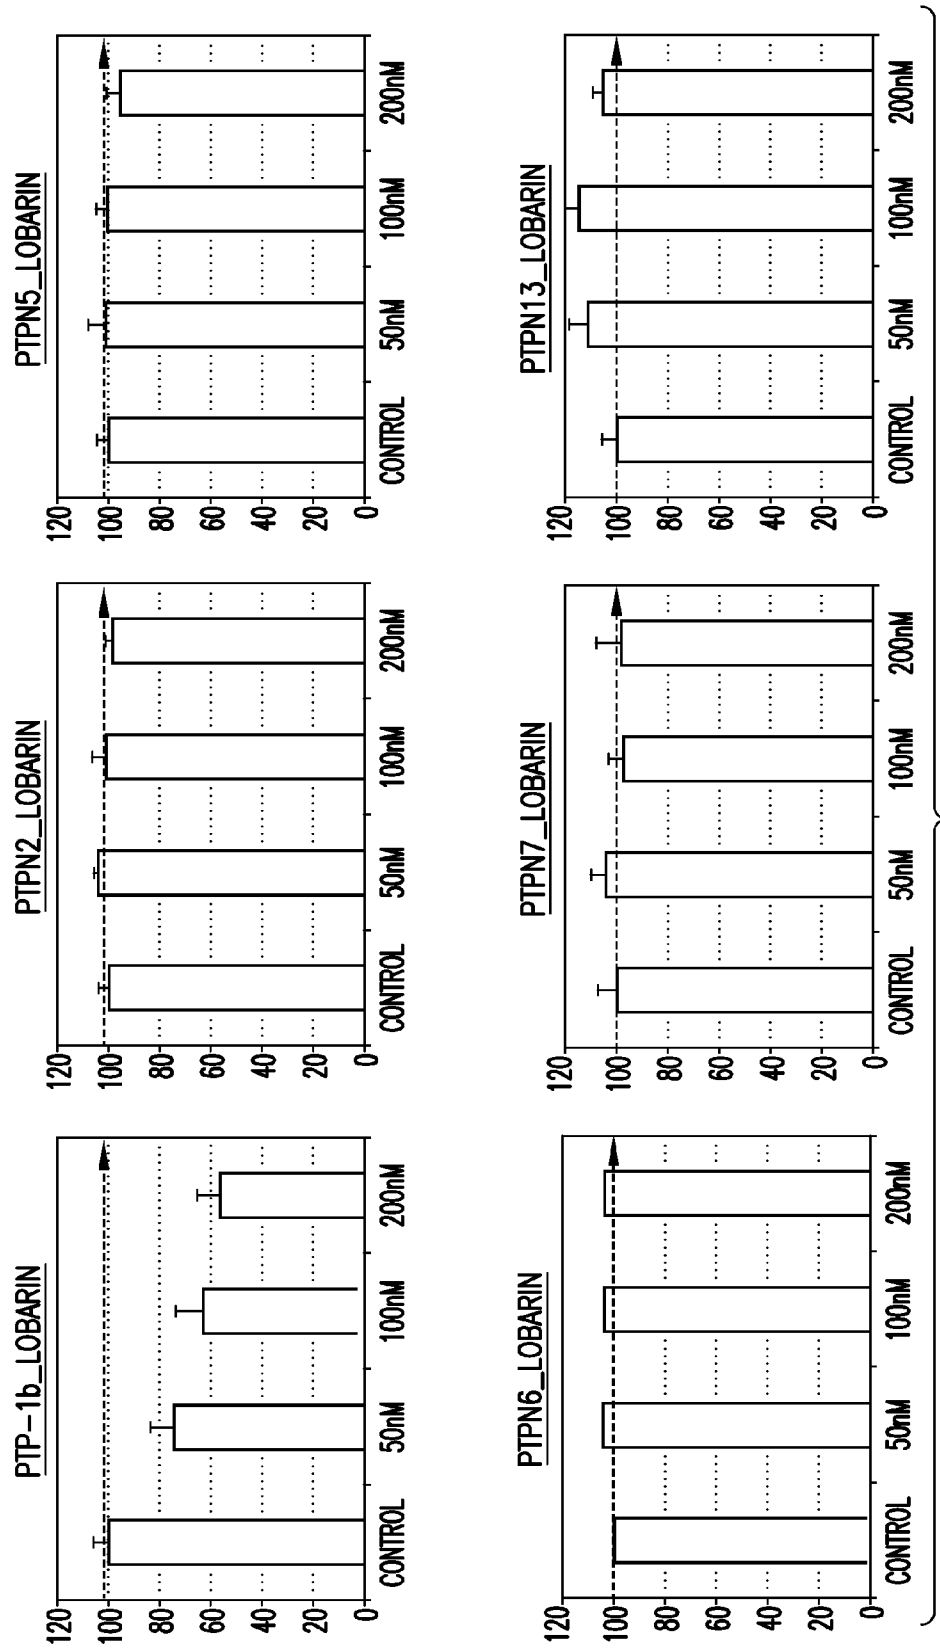 PTP-1b_LOBARIN
120
100
80
60
40
20
0
CONTROL
50nM
100nM
200nM
PTPN2_LOBARIN
120
100
80
60
40
20
0
CONTROL
50nM
100nM
200nM
PTPN5_LOBARIN
120
100
80
60
40
20
0
CONTROL
50nM
100nM
200nM
PTPN6_LOBARIN
120
100
80
60
40
20
0
CONTROL
50nM
100nM
200nM
PTPN7_LOBARIN
120
100
80
60
40
20
0
CONTROL
50nM
100nM
200nM
PTPN13_LOBARIN
120
100
80
60
40
20
0
CONTROL
50nM
100nM
200nM